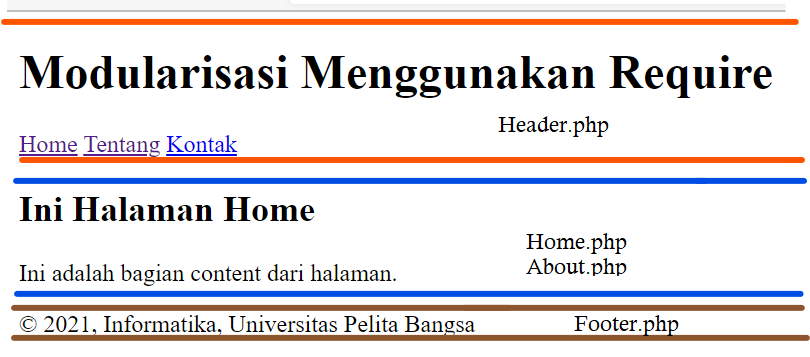 Modularisasi Menggunakan Require
Header.php
Home Tentang Kontak
Ini Halaman Home
Home.php
About.php
Ini adalah bagian content dari halaman.
© 2021, Informatika, Universitas Pelita Bangsa
Footer.php